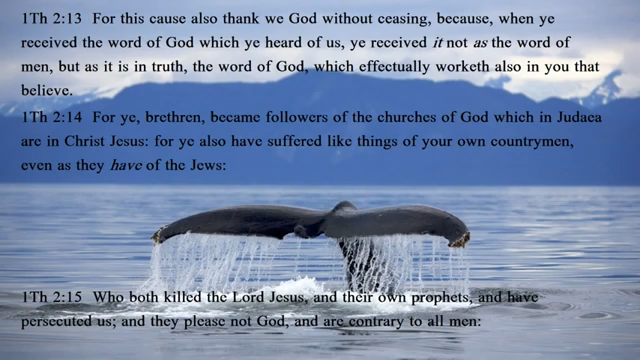 1Th 2:13 For this cause also thank we God without ceasing, because, when ye
received the word of God which ye heard of us, ye received it not as the word of
men, but as it is in truth, the word of God, which effectually worketh also in you that
believe.
1Th 2:14 For ye, brethren, became followers of the churches of God which in Judaea
are in Christ Jesus: for ye also have suffered like things of your own countrymen,
even as they have of the Jews:
1Th 2:15 Who both killed the Lord Jesus, and their own prophets, and have
persecuted us; and they please not God, and are contrary to all men: